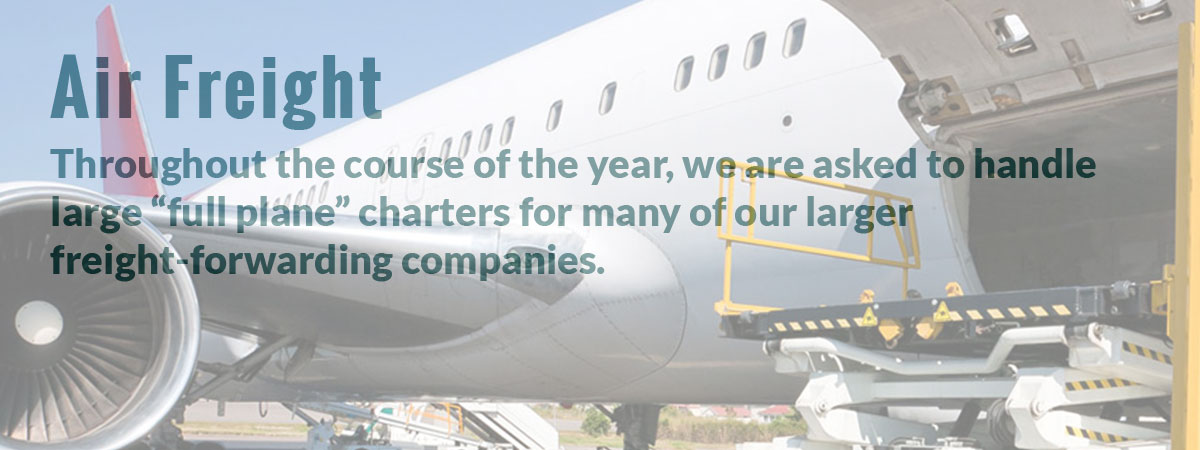 Air Freight
Throughout the course of the year, we are asked to handle
large “full plane” charters for many of our larger
freight-forwarding companies.